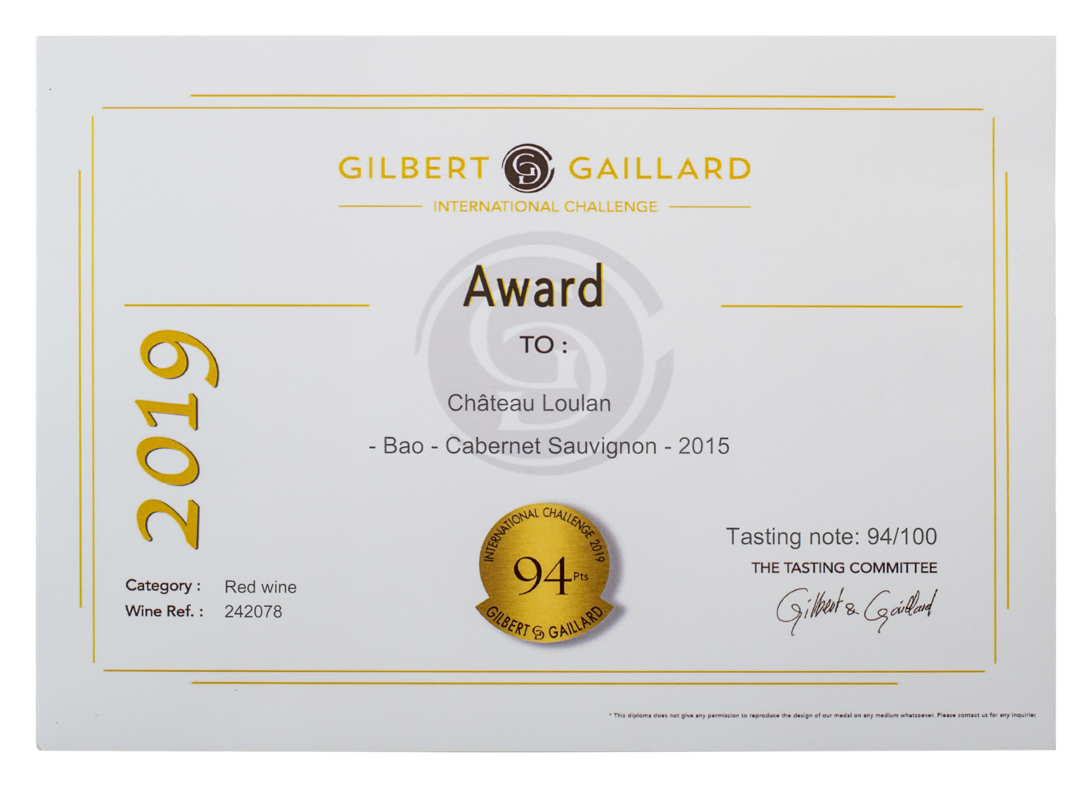 GILBERT GD GAILLARD
INTERNATIONAL CHALLENGE
Award
TO :
Château Loulan
- Bao - Cabernet Sauvignon - 2015
2019
INTERNATIONAL CHALLENGE 2019
94 Pts
GILBERT GD GAILLARD
Tasting note: 94/100
THE TASTING COMMITTEE
Gilbert & Gaillard
Category : Red wine
Wine Ref. : 242078
* This diploma does not give any permission to reproduce the design of our medal on any medium whatsoever. Please contact us for any inquiries